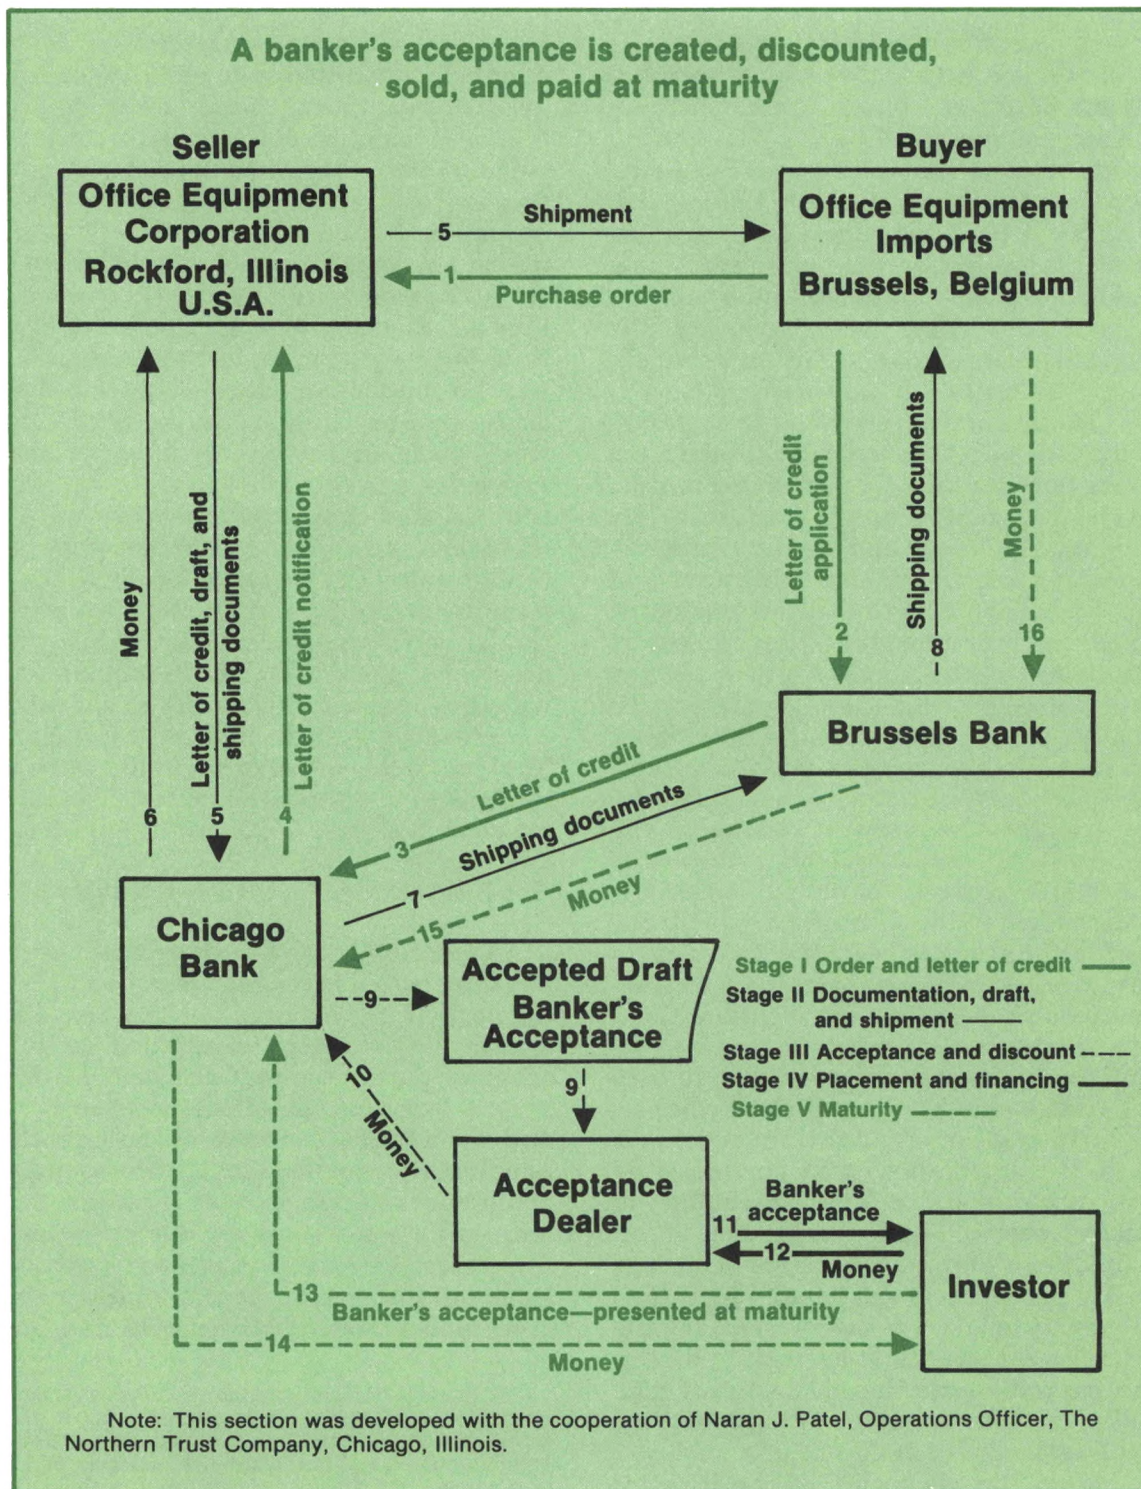 A banker's acceptance is created, discounted,
sold, and paid at maturity
Seller
Buyer
Office Equipment
Corporation
Rockford, Illinois
U.S.A.
5
Shipment
1
Purchase order
Office Equipment
Imports
Brussels, Belgium
Money
6
Letter of credit, draft, and
shipping documents
5
Letter of credit notification
4
Letter of credit
application
2
Shipping documents
8
Money
16
Brussels Bank
Letter of credit
3
Shipping documents
7
Money
15
Chicago
Bank
9
Accepted Draft
Banker's
Acceptance
Stage I Order and letter of credit
Stage II Documentation, draft,
and shipment
Stage III Acceptance and discount
Stage IV Placement and financing
Stage V Maturity
10
Money
9
Acceptance
Dealer
Banker's
acceptance
11
12
Money
Investor
13
Banker's acceptance—presented at maturity
14
Money
Note: This section was developed with the cooperation of Naran J. Patel, Operations Officer, The
Northern Trust Company, Chicago, Illinois.